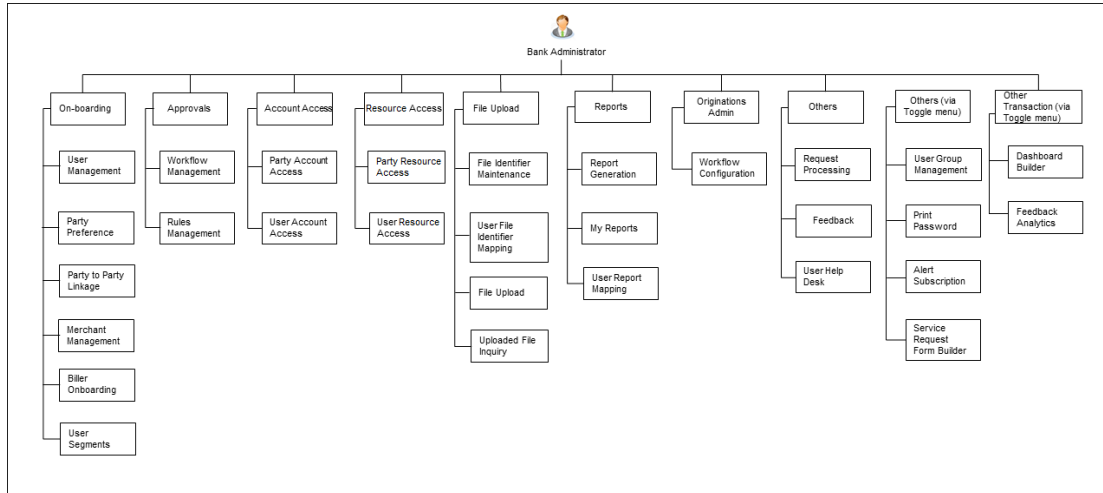 Bank Administrator
On-boarding
User
Management
Party
Preference
Party to Party
Linkage
Merchant
Management
Biller
Onboarding
User
Segments
Approvals
Workflow
Management
Rules
Management
Account Access
Party Account
Access
User Account
Access
Resource Access
Party Resource
Access
User Resource
Access
File Upload
File Identifier
Maintenance
User File
Identifier
Mapping
File Upload
Uploaded File
Inquiry
Reports
Report
Generation
My Reports
User Report
Mapping
Originations
Admin
Workflow
Configuration
Others
Request
Processing
Feedback
User Help
Desk
Others (via
Toggle menu)
User Group
Management
Print
Password
Alert
Subscription
Service
Request
Form Builder
Other
Transaction (via
Toggle menu)
Dashboard
Builder
Feedback
Analytics